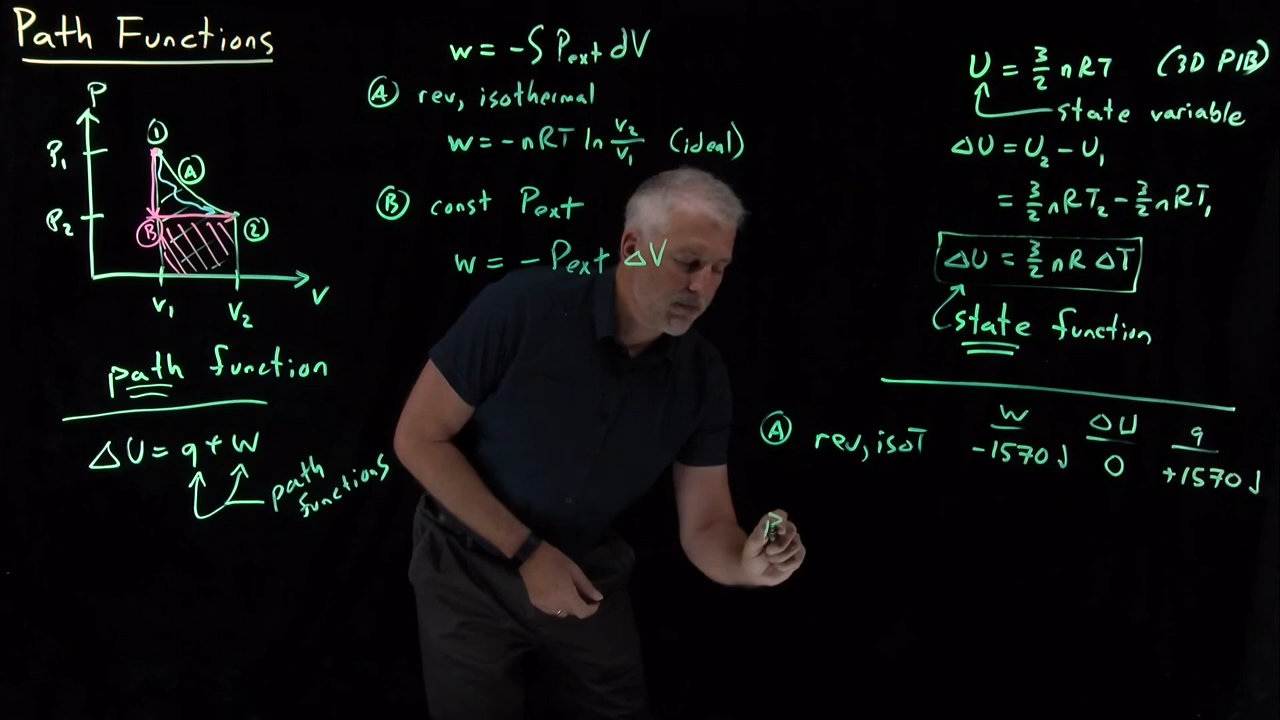 Path Functions
P
①
P₁
Ⓐ
P₂
Ⓑ
②
V₁
V₂
V
path function
ΔU = q + w
path
functions
w = -∫ Pext dV
Ⓐ rev, isothermal
w = -nRT ln V₂/V₁ (ideal)
Ⓑ const Pext
w = - Pext ΔV
U = 3/2 nRT (3D PIB)
state variable
ΔU = U₂ - U₁
= 3/2 nRT₂ - 3/2 nRT₁
ΔU = 3/2 nR ΔT
state function
w ΔU q
Ⓐ rev, isoT -1570 J 0 +1570 J